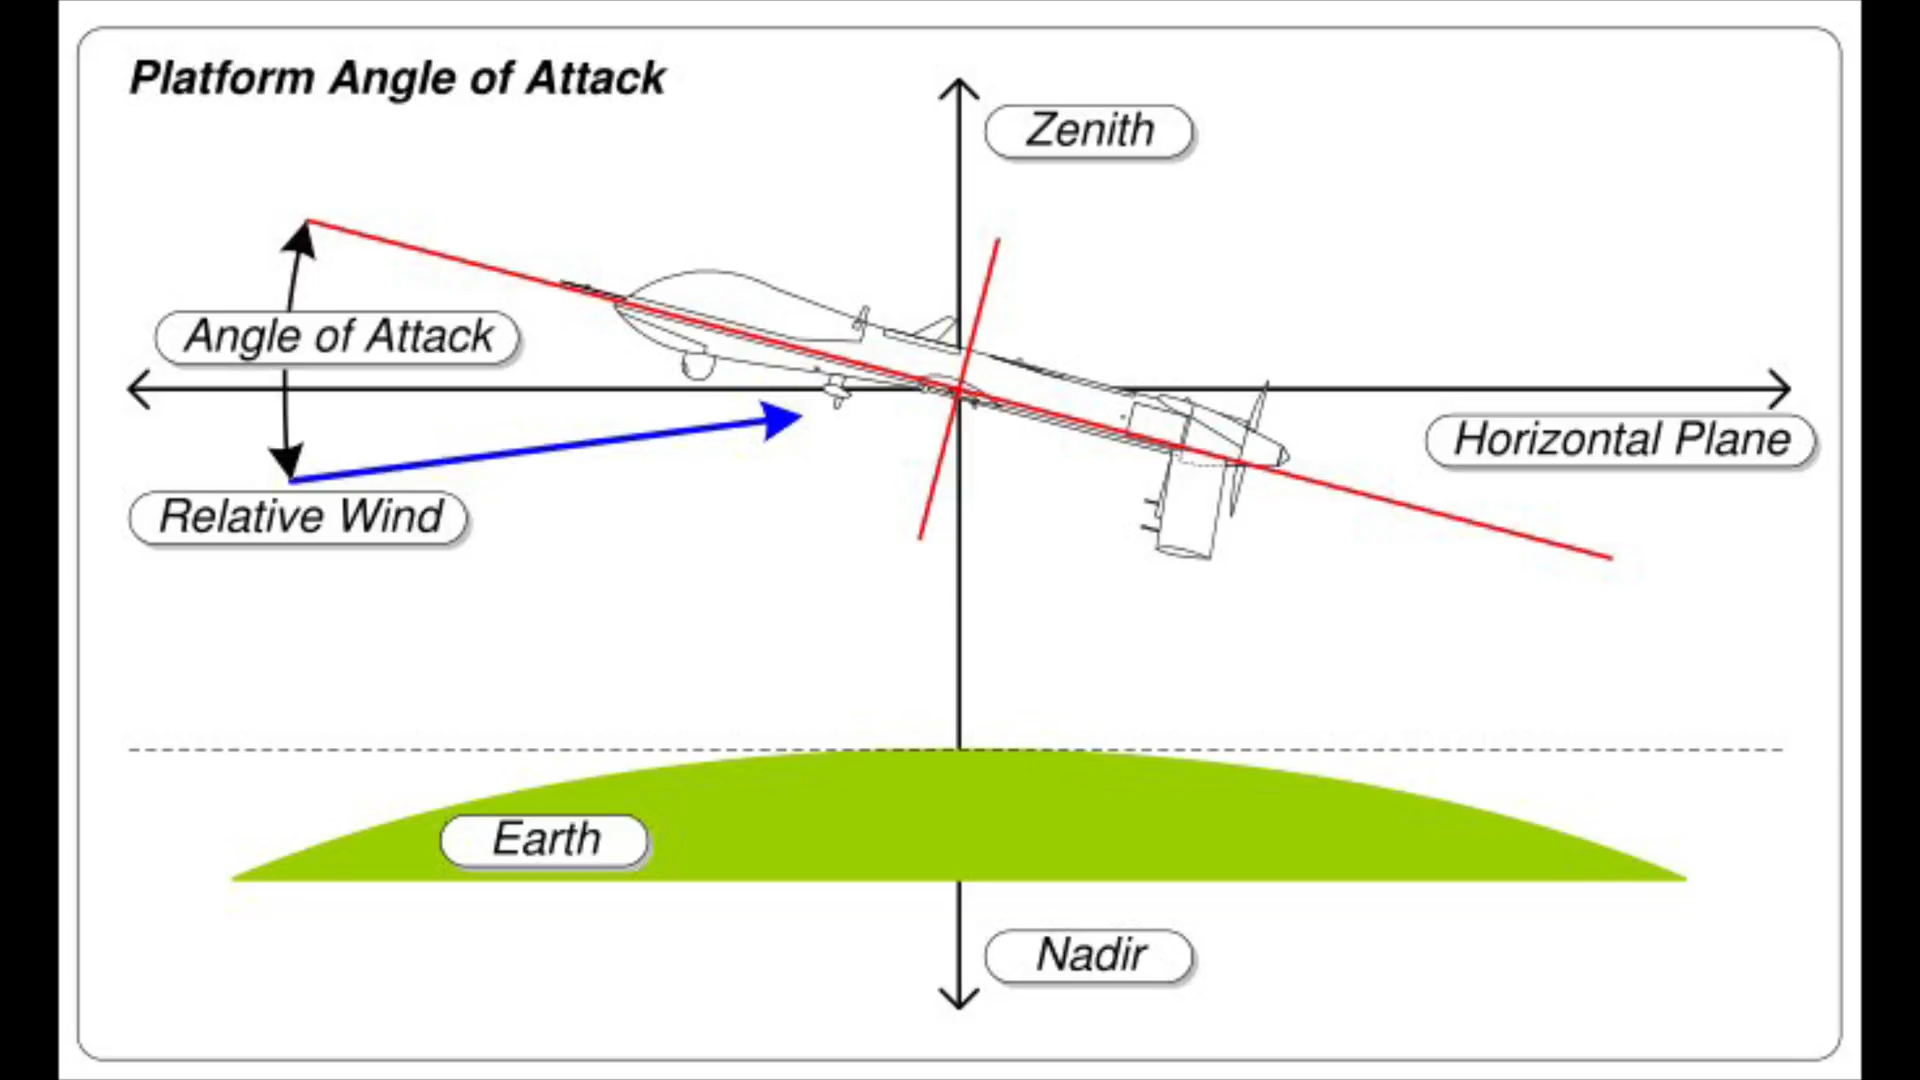 Platform Angle of Attack
Zenith
Angle of Attack
Horizontal Plane
Relative Wind
Earth
Nadir